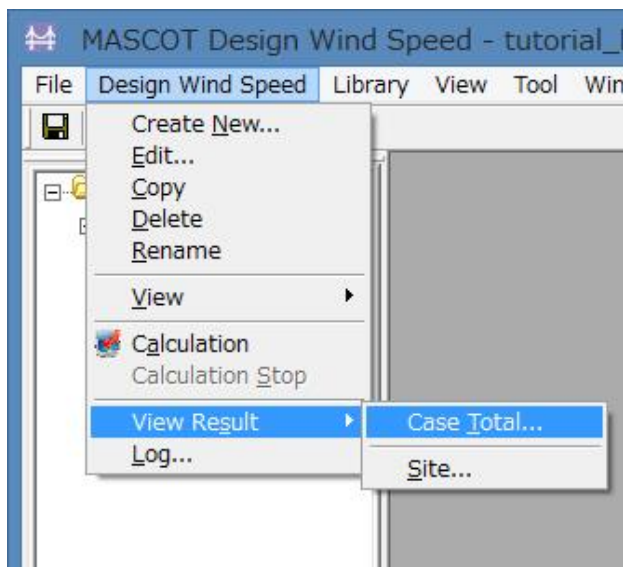 MASCOT Design Wind Speed - tutorial_
File Design Wind Speed Library View Tool
Create New...
Edit...
Copy
Delete
Rename
View
Calculation
Calculation Stop
View Result
Case Total...
Log...
Site...